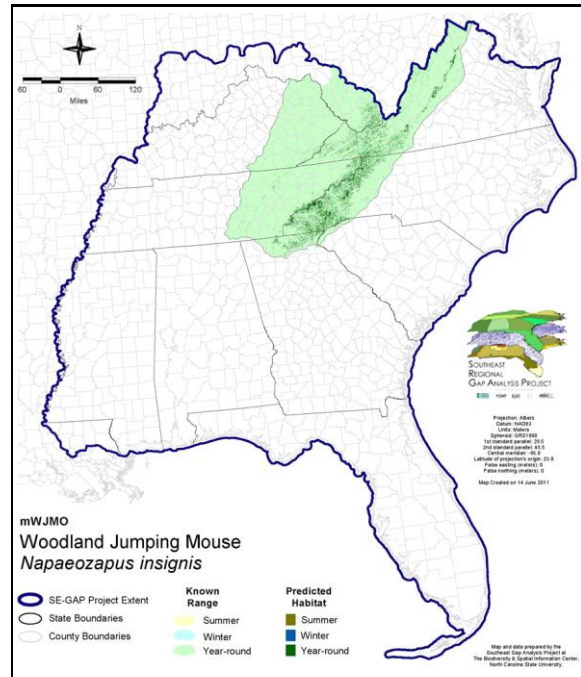 N
60 0 60 120
Miles
SOUTHEAST
REGIONAL
GAP ANALYSIS PROJECT
Projection: Albers
Datum: NAD83
Units: Meters
Spheroid: GRS1980
1st standard parallel: 29.5
2nd standard parallel: 45.5
Central meridian: -96.0
Latitude of projection's origin: 23.0
False easting (meters): 0
False northing (meters): 0
Map Created on 14 June 2011
mWJMO
Woodland Jumping Mouse
Napaeozapus insignis
SE-GAP Project Extent
State Boundaries
County Boundaries
Known
Range
Summer
Winter
Year-round
Predicted
Habitat
Summer
Winter
Year-round
Map and data prepared by the
Southeast Gap Analysis Project at
The Biodiversity & Spatial Information Center,
North Carolina State University.